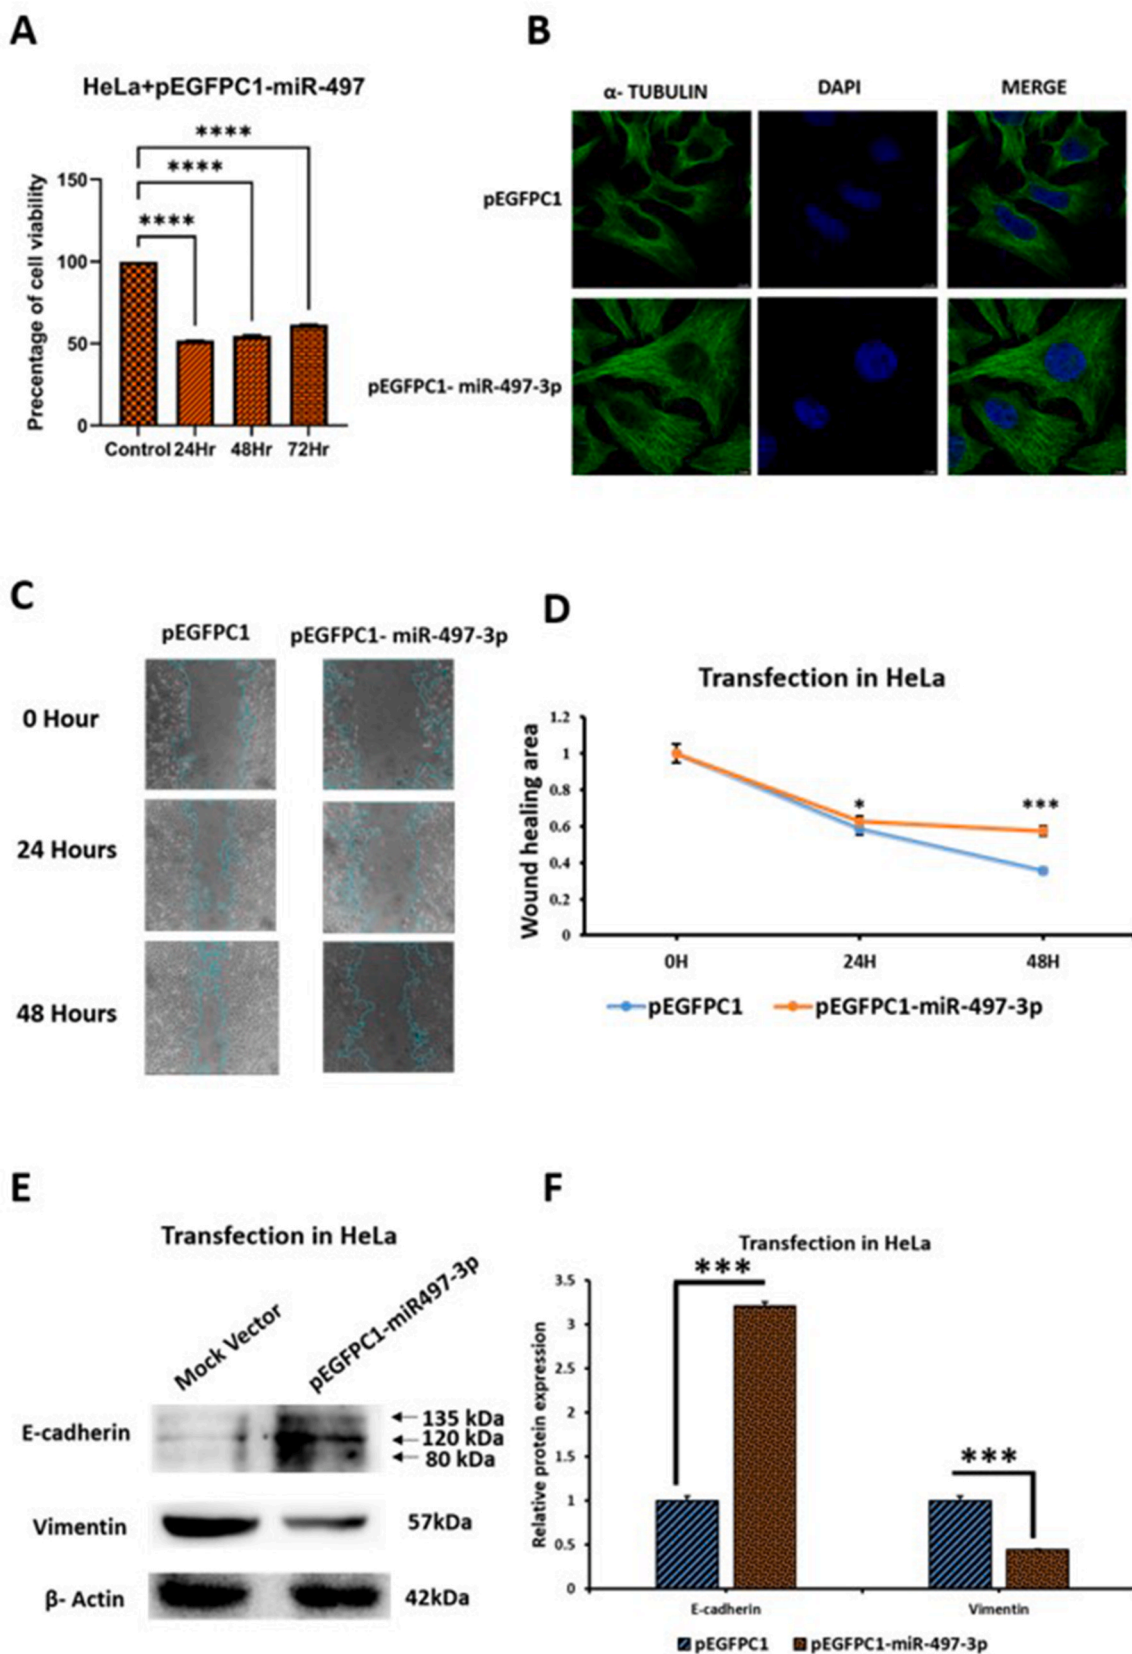 A
HeLa+pEGFPC1-miR-497
****
****
****
Precentage of cell viability
150
100
50
0
Control 24Hr 48Hr 72Hr
B
α- TUBULIN DAPI MERGE
pEGFPC1
pEGFPC1- miR-497-3p
C
pEGFPC1 pEGFPC1- miR-497-3p
0 Hour
24 Hours
48 Hours
D
Transfection in HeLa
Wound healing area
1.2
1
0.8
0.6
0.4
0.2
0
* ***
0H 24H 48H
pEGFPC1 pEGFPC1-miR-497-3p
E
Transfection in HeLa
Mock Vector pEGFPC1-miR497-3p
E-cadherin
135 kDa
120 kDa
80 kDa
Vimentin 57kDa
β- Actin 42kDa
F
Transfection in HeLa
Relative protein expression
3.5
3
2.5
2
1.5
1
0.5
0
***
***
E-cadherin Vimentin
pEGFPC1 pEGFPC1-miR-497-3p